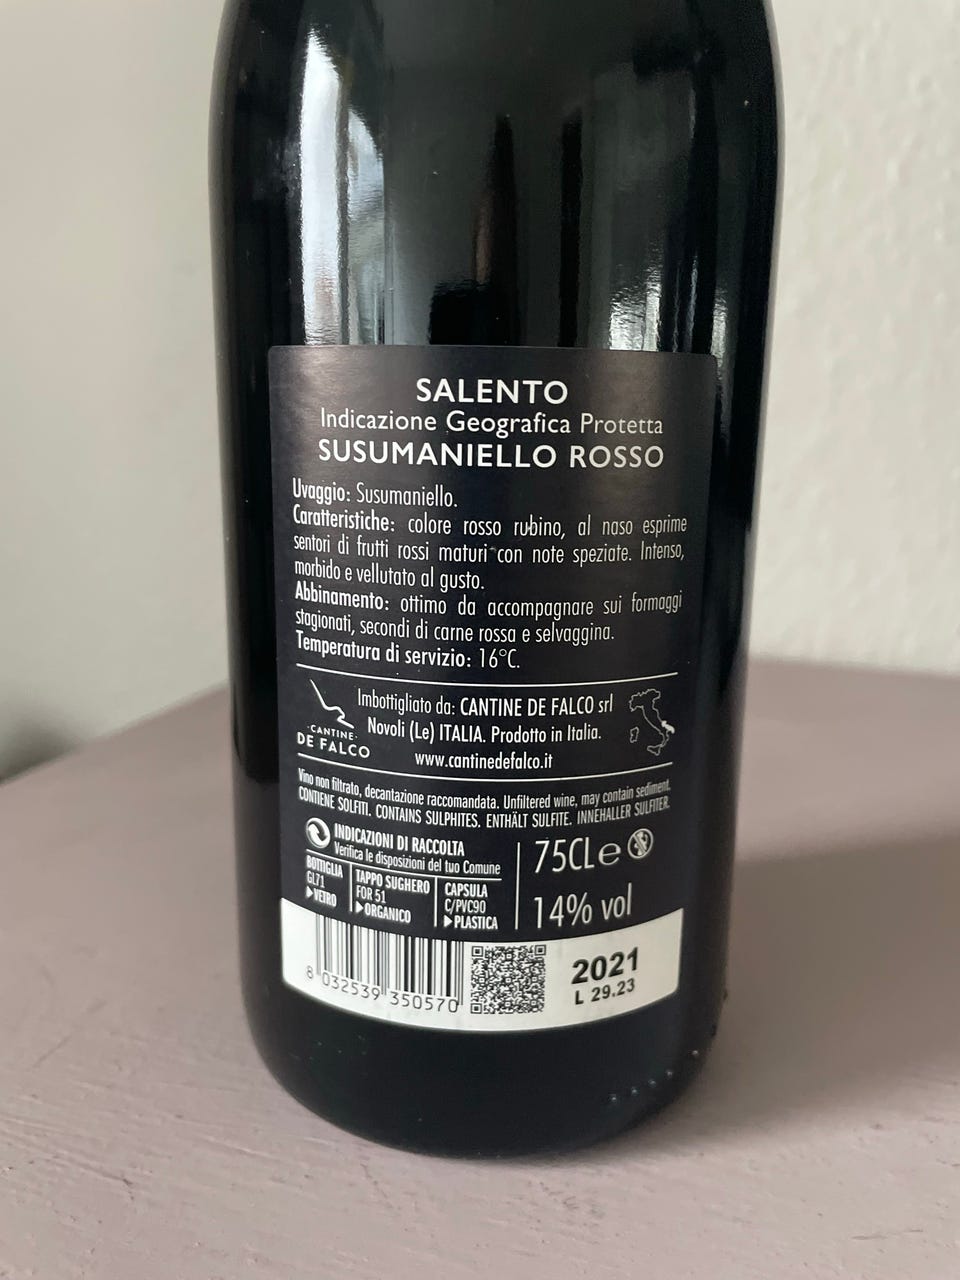 SALENTO
Indicazione Geografica Protetta
SUSUMANIELLO ROSSO
Uvaggio: Susumaniello.
Caratteristiche: colore rosso rubino, al naso esprime
sentori di frutti rossi maturi con note speziate. Intenso,
morbido e vellutato al gusto.
Abbinamento: ottimo da accompagnare sui formaggi
stagionati, secondi di carne rossa e selvaggina.
Temperatura di servizio: 16°C.
Imbottigliato da: CANTINE DE FALCO srl
Novoli (Le) ITALIA. Prodotto in Italia.
www.cantinedefalco.it
·CANTINE·
DE FALCO
Vino non filtrato, decantazione raccomandata. Unfiltered wine, may contain sediment.
CONTIENE SOLFITI. CONTAINS SULPHITES. ENTHÄLT SULFITE. INNEHALLER SULFITER.
INDICAZIONI DI RACCOLTA
Verifica le disposizioni del tuo Comune
BOTTIGLIA
GL71
VETRO
TAPPO SUGHERO
FOR 51
ORGANICO
CAPSULA
C/PVC90
PLASTICA
75CL e
14% vol
8 032539 350570
2021
L 29.23